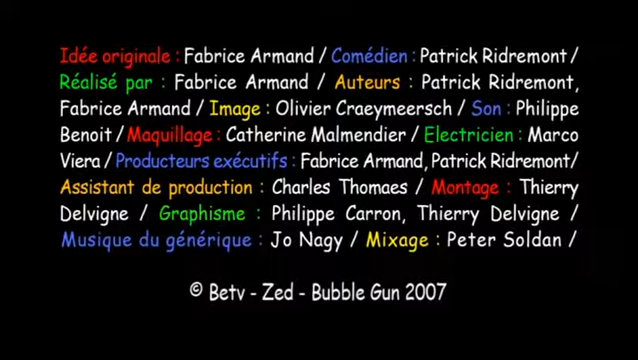 Idée originale : Fabrice Armand / Comédien : Patrick Ridremont /
Réalisé par : Fabrice Armand / Auteurs : Patrick Ridremont,
Fabrice Armand / Image : Olivier Craeymeersch / Son : Philippe
Benoit / Maquillage : Catherine Malmendier / Electricien : Marco
Viera / Producteurs exécutifs : Fabrice Armand, Patrick Ridremont/
Assistant de production : Charles Thomaes / Montage : Thierry
Delvigne / Graphisme : Philippe Carron, Thierry Delvigne /
Musique du générique : Jo Nagy / Mixage : Peter Soldan /
© Betv - Zed - Bubble Gun 2007